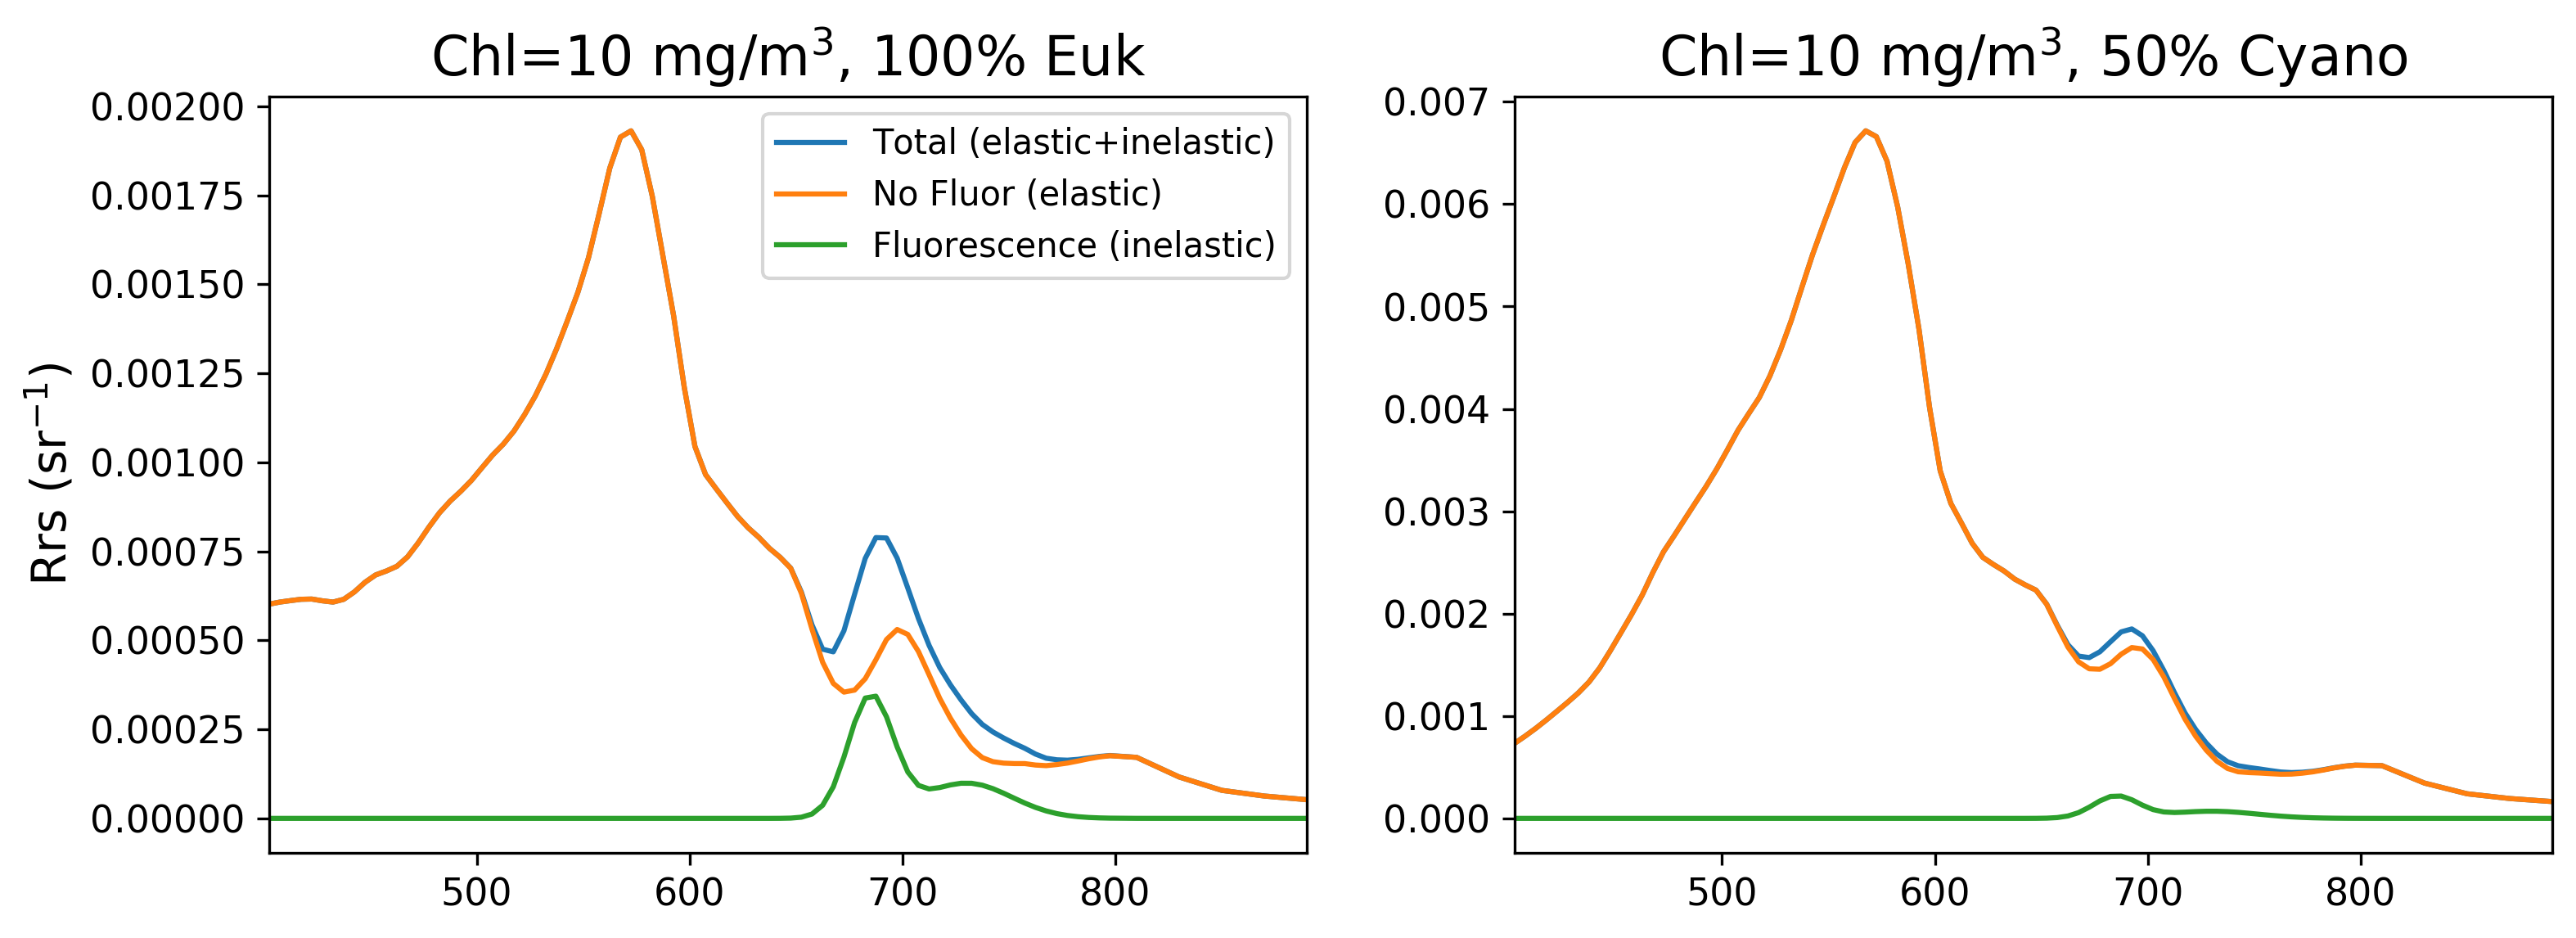 Chl=10 mg/m³, 100% Euk
Rrs (sr⁻¹)
0.00200
0.00175
0.00150
0.00125
0.00100
0.00075
0.00050
0.00025
0.00000
Total (elastic+inelastic)
No Fluor (elastic)
Fluorescence (inelastic)
500 600 700 800
Chl=10 mg/m³, 50% Cyano
0.007
0.006
0.005
0.004
0.003
0.002
0.001
0.000
500 600 700 800